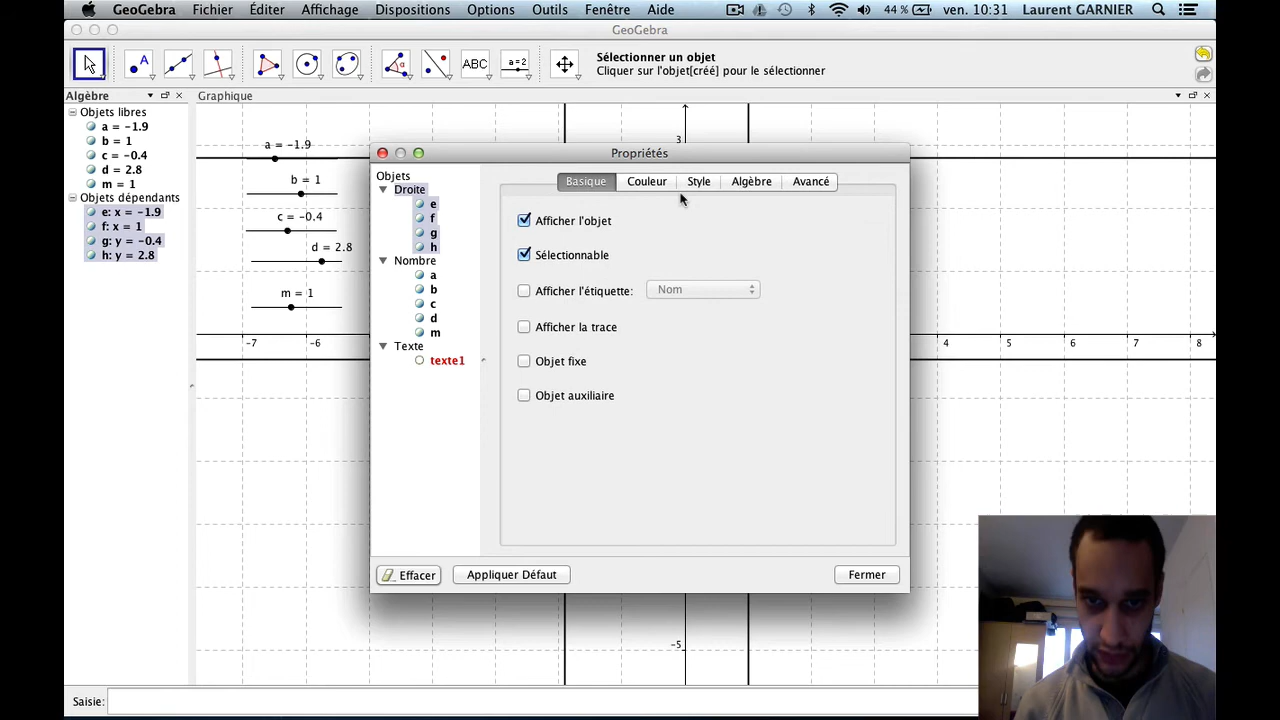 GeoGebra Fichier Éditer Affichage Dispositions Options Outils Fenêtre Aide 44 % ven. 10:31 Laurent GARNIER
GeoGebra
A ABC a=2
Sélectionner un objet
Cliquer sur l'objet[créé] pour le sélectionner
Algèbre
Graphique
Objets libres
a = -1.9
b = 1
c = -0.4
d = 2.8
m = 1
Objets dépendants
e: x = -1.9
f: x = 1
g: y = -0.4
h: y = 2.8
a = -1.9
b = 1
c = -0.4
d = 2.8
m = 1
3
-7 -6 4 5 6 7 8
-5
Propriétés
Objets
Droite
e
f
g
h
Nombre
a
b
c
d
m
Texte
texte1
Basique Couleur Style Algèbre Avancé
Afficher l'objet
Sélectionnable
Afficher l'étiquette: Nom
Afficher la trace
Objet fixe
Objet auxiliaire
Effacer Appliquer Défaut Fermer
Saisie: